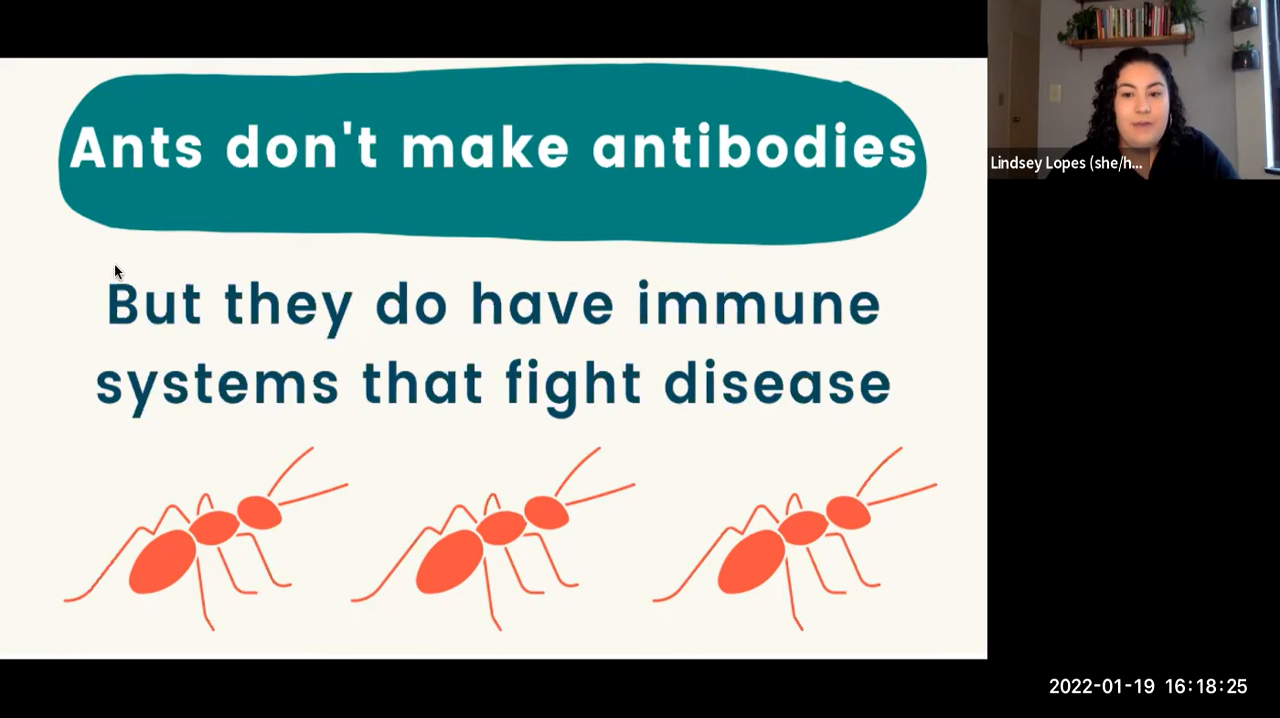 Ants don't make antibodies
But they do have immune
systems that fight disease
Lindsey Lopes (she/h...
2022-01-19 16:18:25